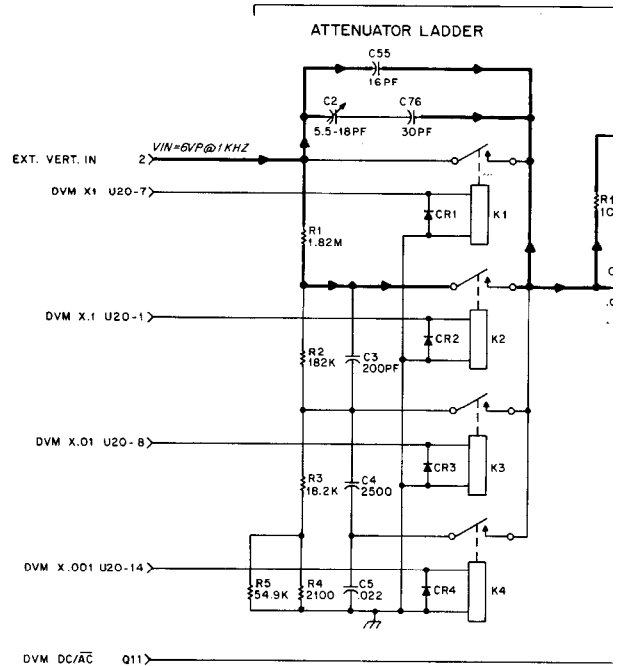 ATTENUATOR LADDER
C55
16PF
C2
5.5-18PF
C76
30PF
VIN=6VP@1KHZ
EXT. VERT. IN 2
DVM X1 U20-7
CR1
K1
R1
1.82M
R1
DVM X.1 U20-1
CR2
K2
R2
182K
C3
200PF
DVM X.01 U20-8
CR3
K3
R3
18.2K
C4
2500
DVM X.001 U20-14
R5
54.9K
R4
2100
C5
.022
CR4
K4
DVM DC/AC Q11